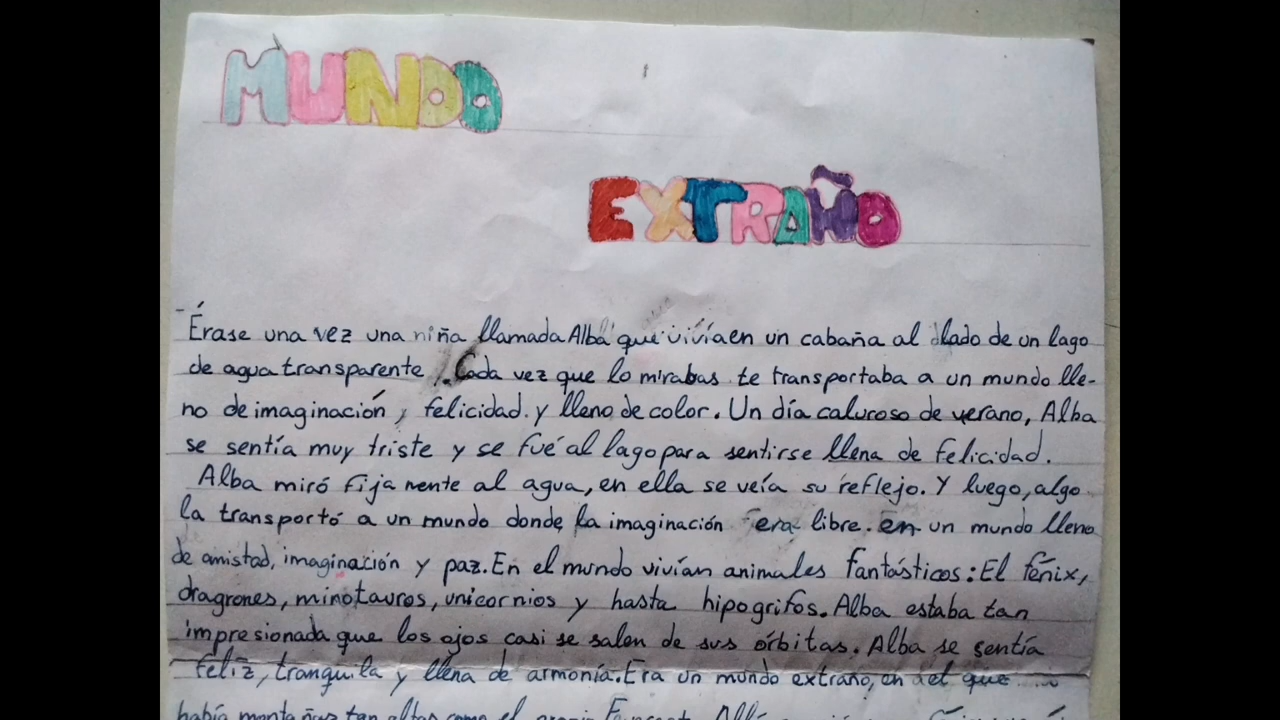 MUNDO
EXTRAÑO
Érase una vez una niña llamada Alba que vivía en un cabaña al lado de un lago
de agua transparente. Cada vez que lo mirabas te transportaba a un mundo lle-
no de imaginación, felicidad y lleno de color. Un día caluroso de verano, Alba
se sentía muy triste y se fué al lago para sentirse llena de felicidad.
Alba miró fijamente al agua, en ella se veía su reflejo. Y luego, algo
la transportó a un mundo donde la imaginación era libre. en un mundo lleno
de amistad, imaginación y paz. En el mundo vivían animales fantásticos: El fénix,
dragrones, minotauros, unicornios y hasta hipogrifos. Alba estaba tan
impresionada que los ojos casi se salen de sus órbitas. Alba se sentía
feliz, tranquila y llena de armonía. Era un mundo extraño, en el que
había montañas tan altas como el